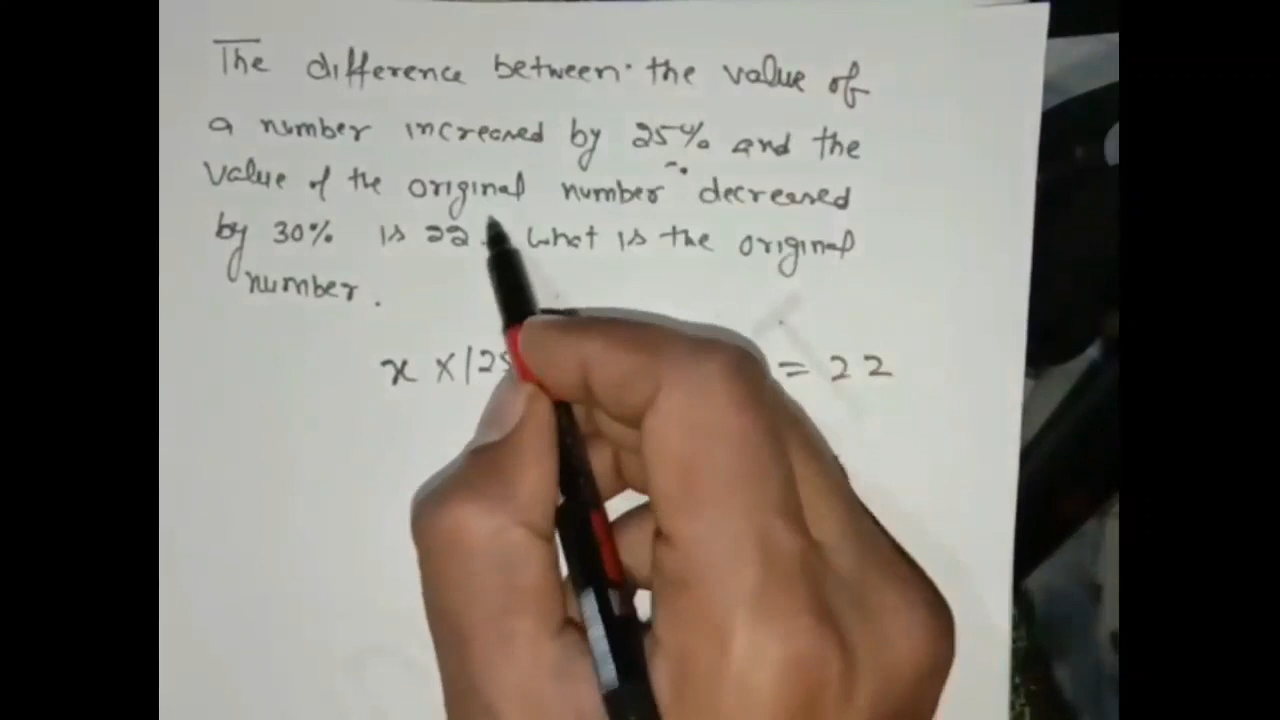 The difference between the value of
a number increased by 25% and the
value of the original number decreased
by 30% is 22. what is the original
number.
x × 12 = 22